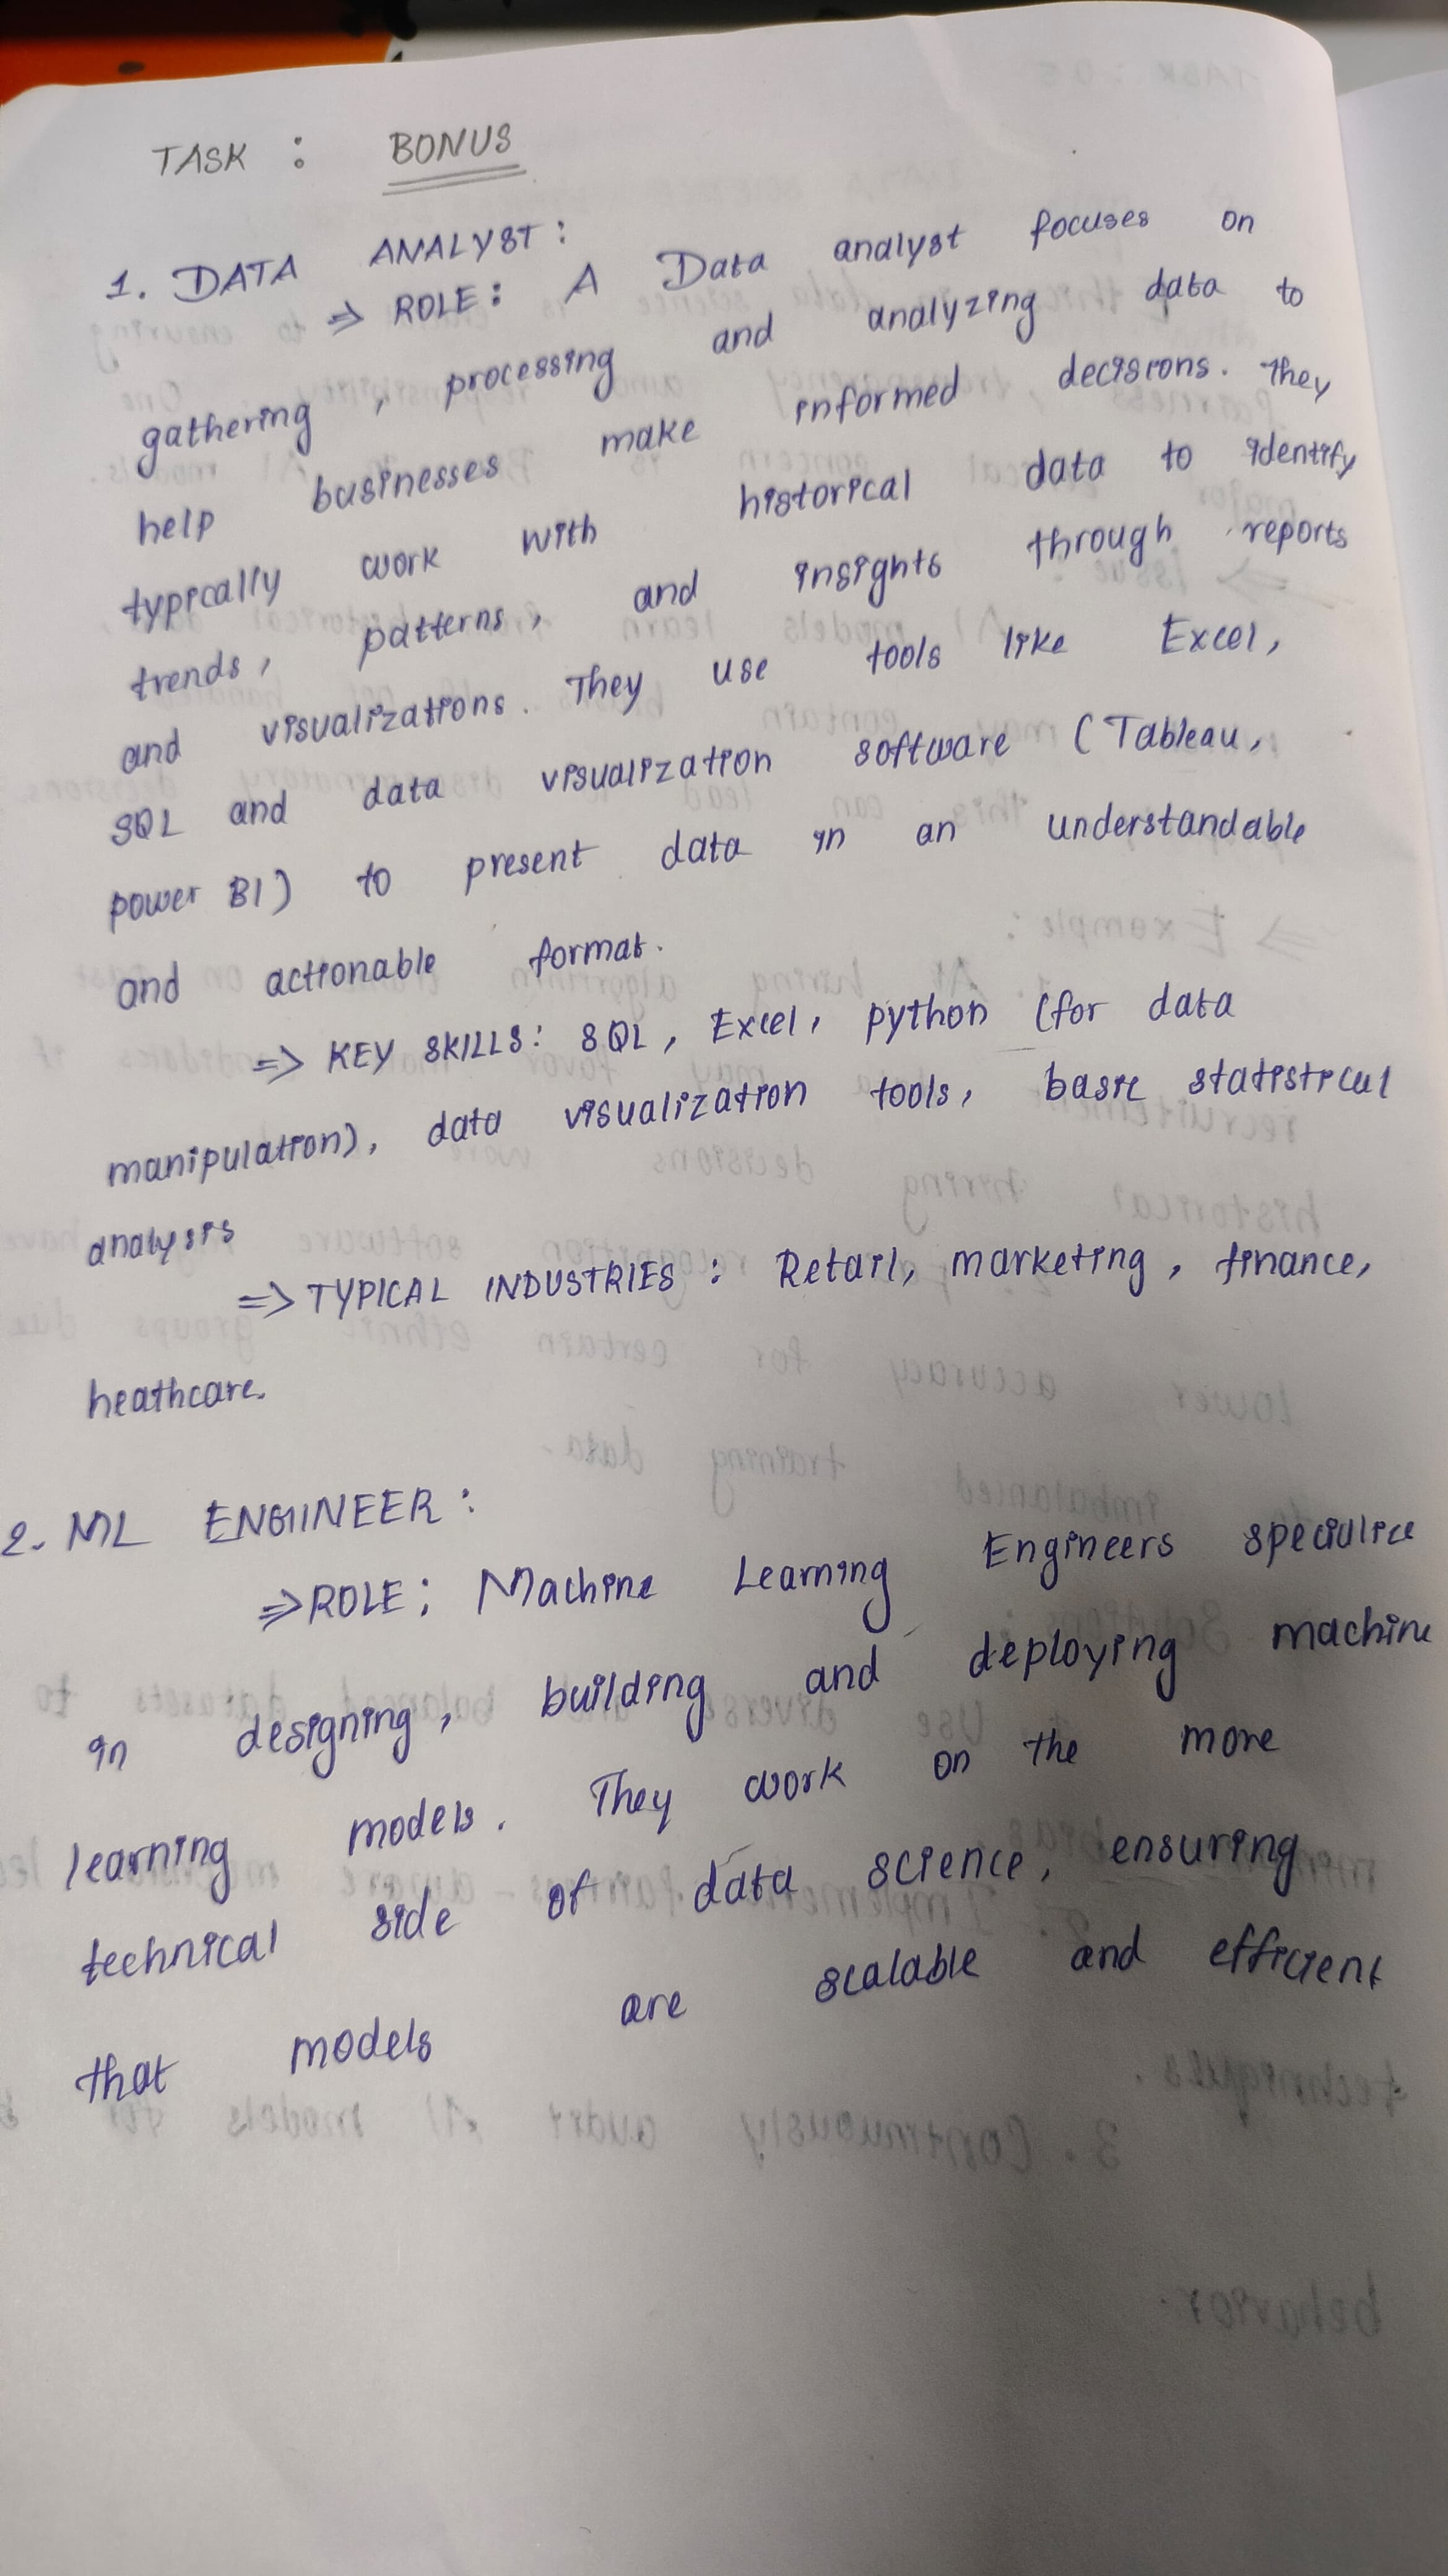 TASK : BONUS
1. DATA ANALYST :
⇒ ROLE : A Data analyst focuses on
gathering , processing and analyzing data to
help businesses make informed decisions. They
typically work with historical data to identify
trends, patterns, and insights through reports
and visualizations. They use tools like Excel,
SQL and data visualization software (Tableau,
power BI) to present data in an understandable
and actionable format.
⇒ KEY SKILLS : SQL, Excel, python (for data
manipulation), data visualization tools, basic statistical
analysis
⇒ TYPICAL INDUSTRIES : Retail, marketing, finance,
heathcare.
2. ML ENGINEER :
⇒ ROLE : Machine Learning Engineers specialize
in designing, building and deploying machine
learning models. They work on the more
technical side of data science, ensuring
that models are scalable and efficient